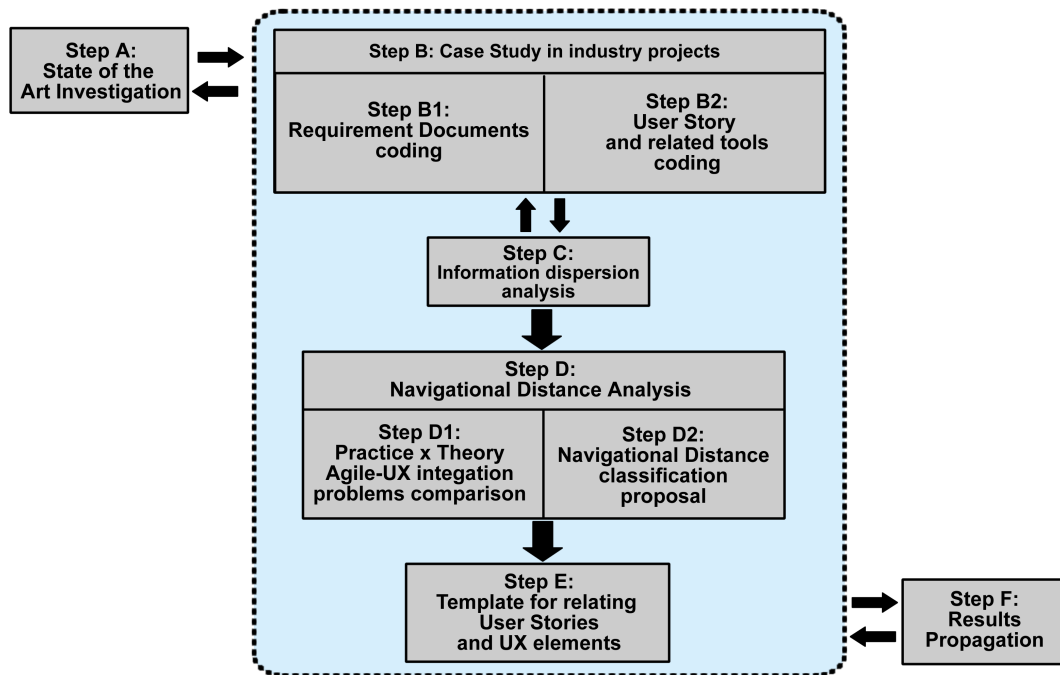 Step A:
State of the
Art Investigation
Step B: Case Study in industry projects
Step B1:
Requirement Documents
coding
Step B2:
User Story
and related tools
coding
Step C:
Information dispersion
analysis
Step D:
Navigational Distance Analysis
Step D1:
Practice x Theory
Agile-UX integation
problems comparison
Step D2:
Navigational Distance
classification
proposal
Step E:
Template for relating
User Stories
and UX elements
Step F:
Results
Propagation